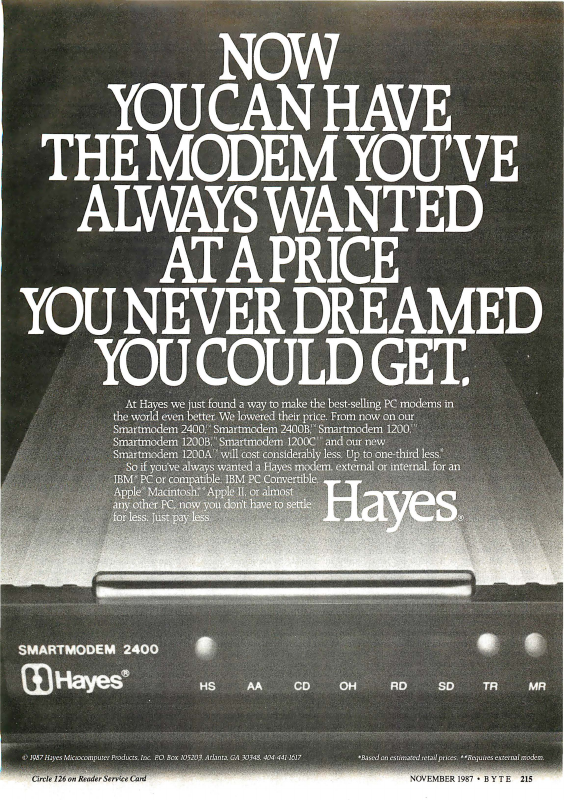 NOW
YOU CAN HAVE
THE MODEM YOU'VE
ALWAYS WANTED
AT A PRICE
YOU NEVER DREAMED
YOU COULD GET.
At Hayes we just found a way to make the best-selling PC modems in
the world even better. We lowered their price. From now on our
Smartmodem 2400,™ Smartmodem 2400B,™ Smartmodem 1200,™
Smartmodem 1200B,™ Smartmodem 1200C™ and our new
Smartmodem 1200A™ will cost considerably less. Up to one-third less.*
So if you've always wanted a Hayes modem, external or internal, for an
IBM® PC or compatible, IBM PC Convertible,
Apple® Macintosh,™** Apple II, or almost
any other PC, now you don't have to settle
for less. Just pay less.
Hayes®
SMARTMODEM 2400
Hayes®
HS AA CD OH RD SD TR MR
© 1987 Hayes Microcomputer Products, Inc. P.O. Box 105203, Atlanta, GA 30348. 404-441-1617 *Based on estimated retail prices. **Requires external modem.
Circle 126 on Reader Service Card NOVEMBER 1987 • BYTE 215